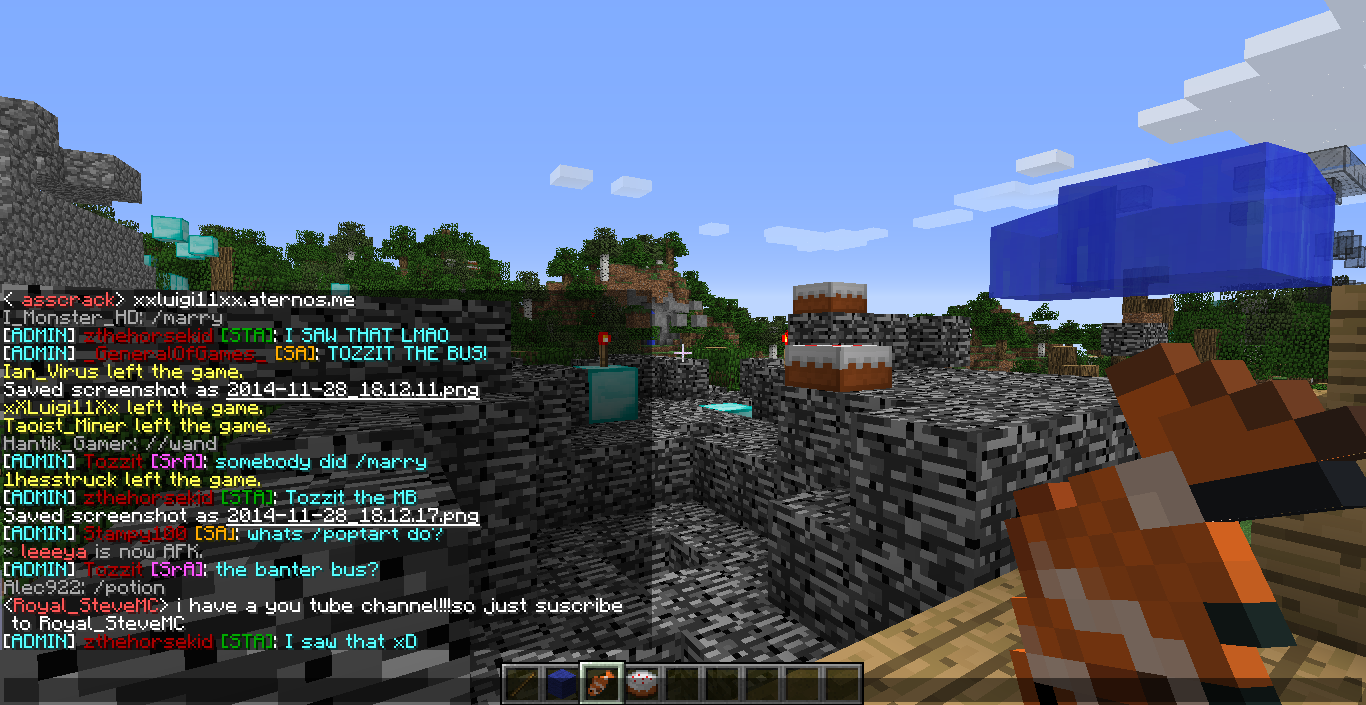 < asscrack> xxluigi11xx.aternos.me
I_Monster_HD: /marry
[ADMIN] zthehorsekid [STA]: I SAW THAT LMAO
[ADMIN] _GeneralOfGames_ [SA]: TOZZIT THE BUS!
Ian_Virus left the game.
Saved screenshot as 2014-11-28_18.12.11.png
xXLuigi11Xx left the game.
Taoist_Miner left the game.
Hantik_Gamer: //wand
[ADMIN] Tozzit [SrA]: somebody did /marry
1hesstruck left the game.
[ADMIN] zthehorsekid [STA]: Tozzit the MB
Saved screenshot as 2014-11-28_18.12.17.png
[ADMIN] Stampy100 [SA]: whats /poptart do?
* leeeya is now AFK.
[ADMIN] Tozzit [SrA]: the banter bus?
Alec922: /potion
<Royal_SteveMC> i have a you tube channel!!!so just suscribe
to Royal_SteveMC
[ADMIN] zthehorsekid [STA]: I saw that xD